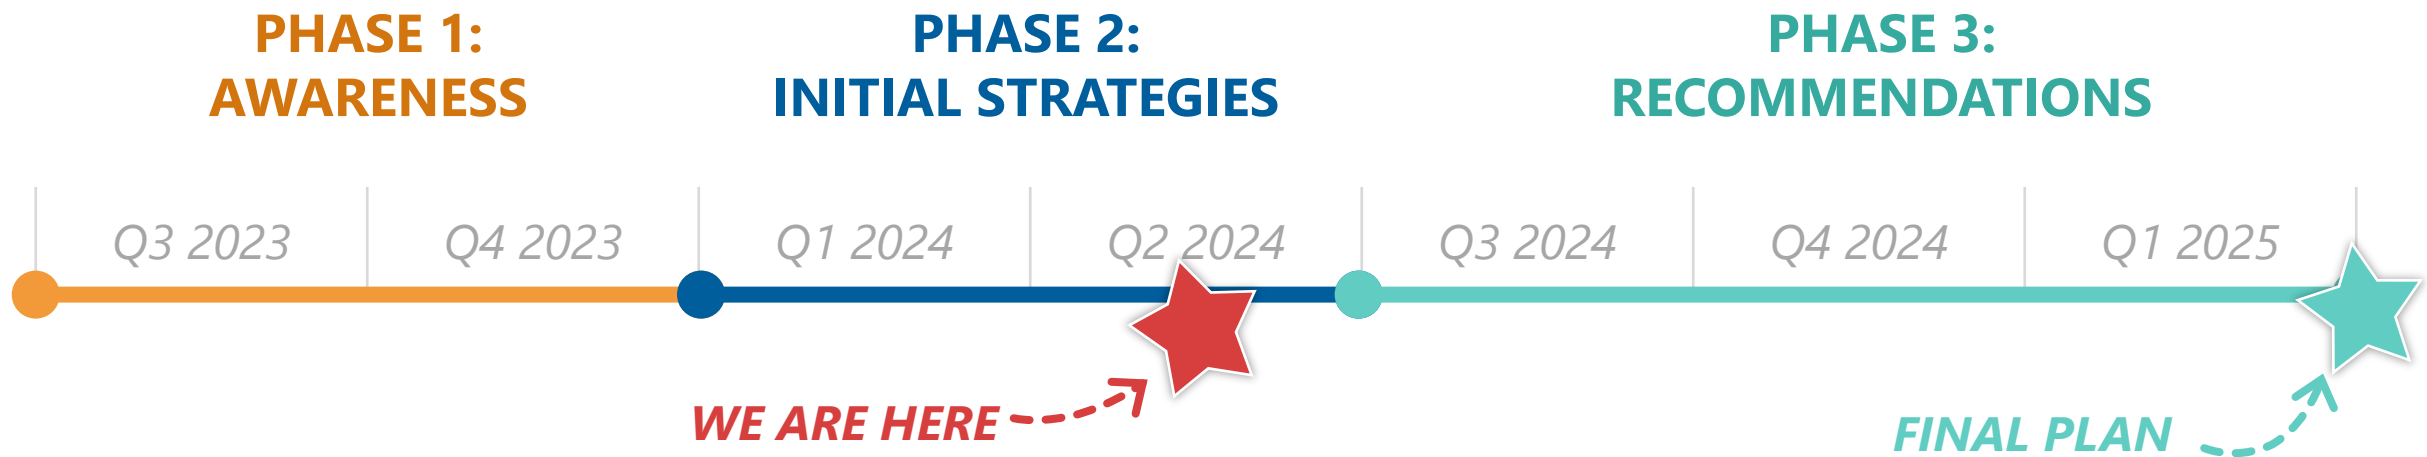 PHASE 1:
AWARENESS
PHASE 2:
INITIAL STRATEGIES
PHASE 3:
RECOMMENDATIONS
Q3 2023
Q4 2023
Q1 2024
Q2 2024
Q3 2024
Q4 2024
Q1 2025
WE ARE HERE
FINAL PLAN